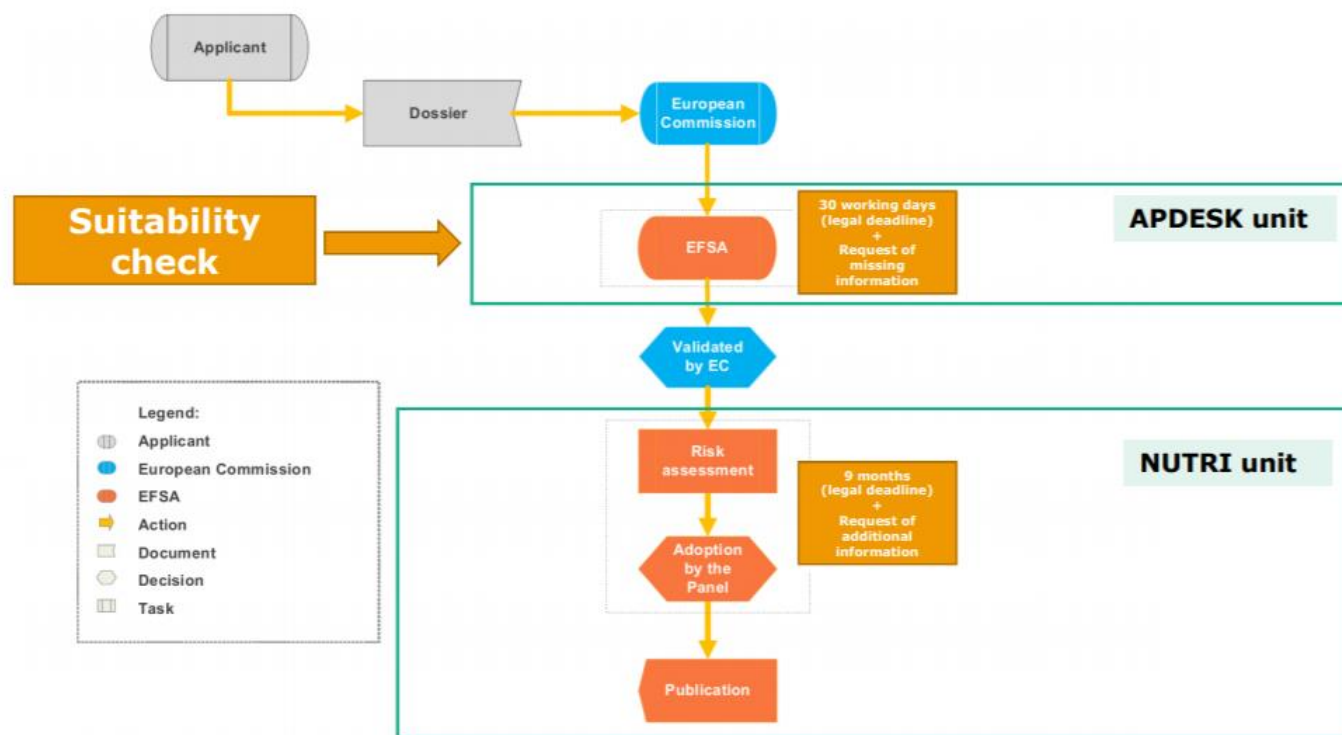 Applicant
Dossier
European
Commission
Suitability
check
EFSA
30 working days
(legal deadline)
+
Request of
missing
information
APDESK unit
Validated
by EC
Legend:
Applicant
European Commission
EFSA
Action
Document
Decision
Task
Risk
assessment
9 months
(legal deadline)
+
Request of
additional
information
NUTRI unit
Adoption
by the
Panel
Publication